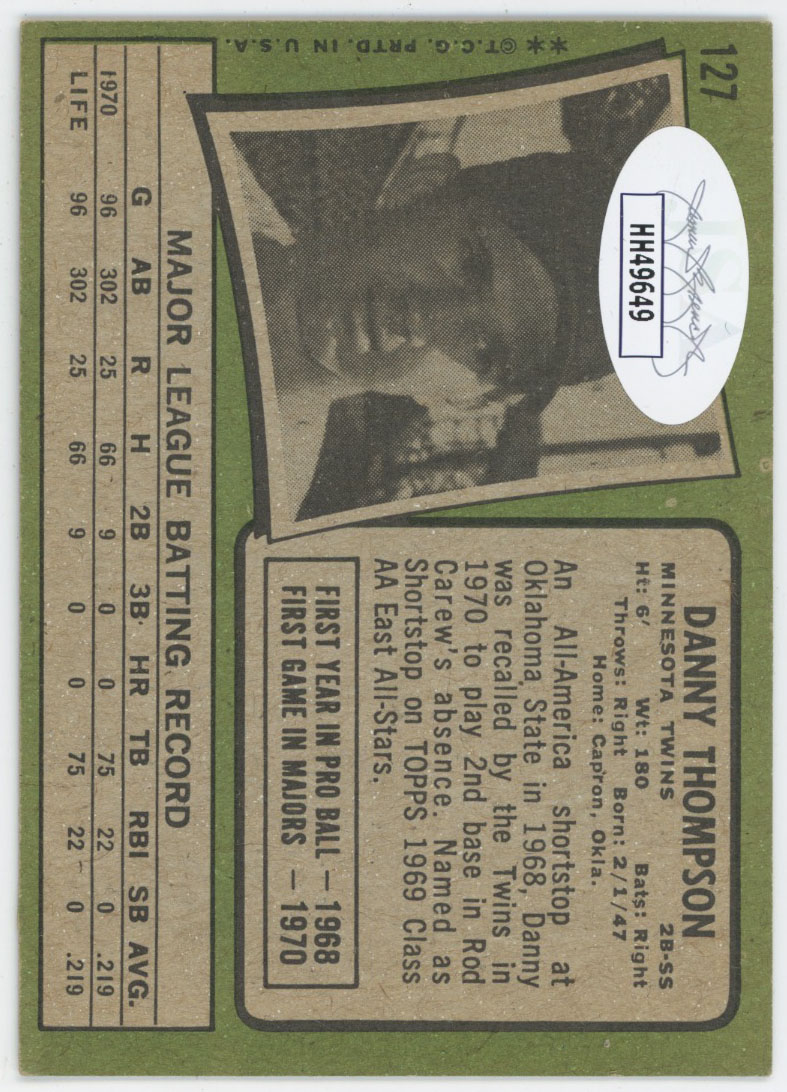 127
HH49649
DANNY THOMPSON
MINNESOTA TWINS 2B-SS
Ht: 6' Wt: 180 Bats: Right
Throws: Right Born: 2/1/47
Home: Capron, Okla.
An All-America shortstop at
Oklahoma State in 1968, Danny
was recalled by the Twins in
1970 to play 2nd base in Rod
Carew's absence. Named as
Shortstop on TOPPS 1969 Class
AA East All-Stars.
FIRST YEAR IN PRO BALL — 1968
FIRST GAME IN MAJORS — 1970
MAJOR LEAGUE BATTING RECORD
G AB R H 2B 3B HR TB RBI SB AVG.
1970 96 302 25 66 9 0 0 75 22 0 .219
LIFE 96 302 25 66 9 0 0 75 22 0 .219
**©T.C.G. PRTD. IN U.S.A.